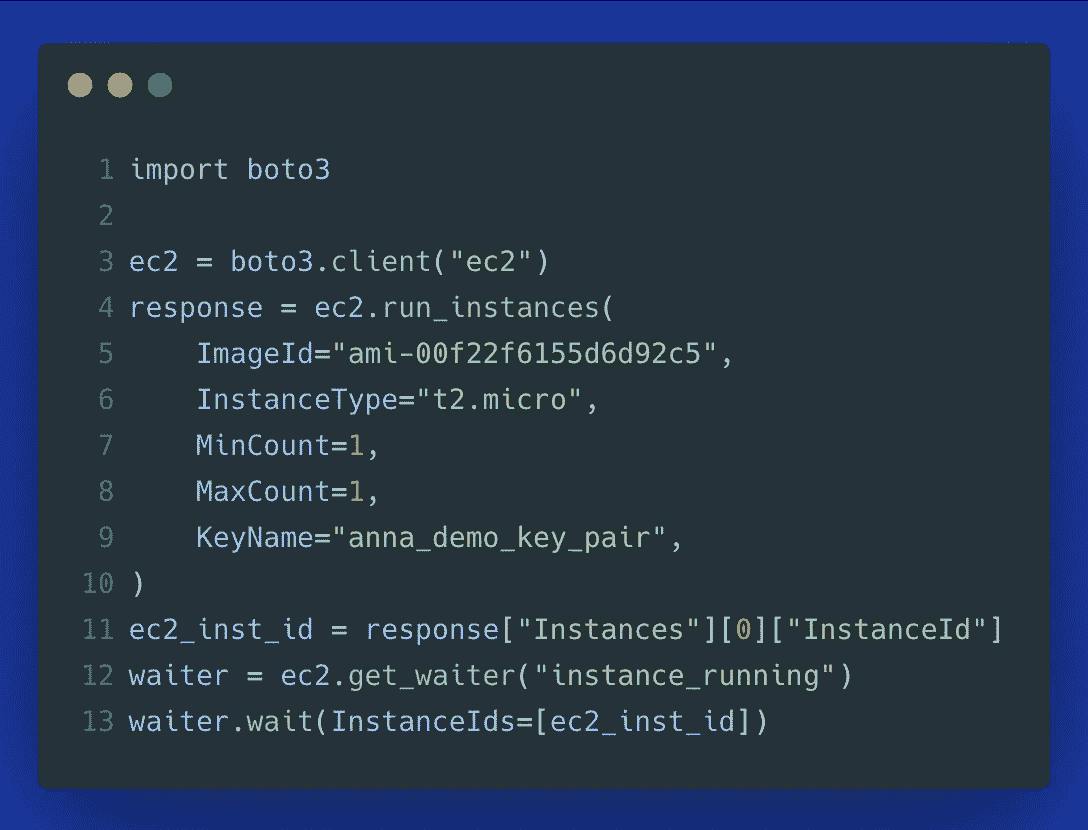 1 import boto3
2
3 ec2 = boto3.client("ec2")
4 response = ec2.run_instances(
5     ImageId="ami-00f22f6155d6d92c5",
6     InstanceType="t2.micro",
7     MinCount=1,
8     MaxCount=1,
9     KeyName="anna_demo_key_pair",
10 )
11 ec2_inst_id = response["Instances"][0]["InstanceId"]
12 waiter = ec2.get_waiter("instance_running")
13 waiter.wait(InstanceIds=[ec2_inst_id])